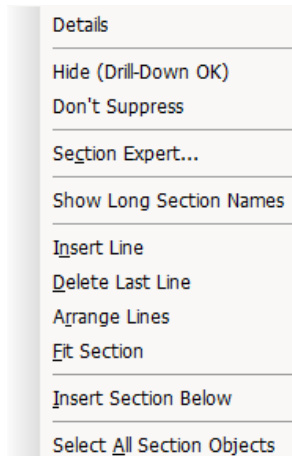 Details
Hide (Drill-Down OK)
Don't Suppress
Section Expert...
Show Long Section Names
Insert Line
Delete Last Line
Arrange Lines
Fit Section
Insert Section Below
Select All Section Objects